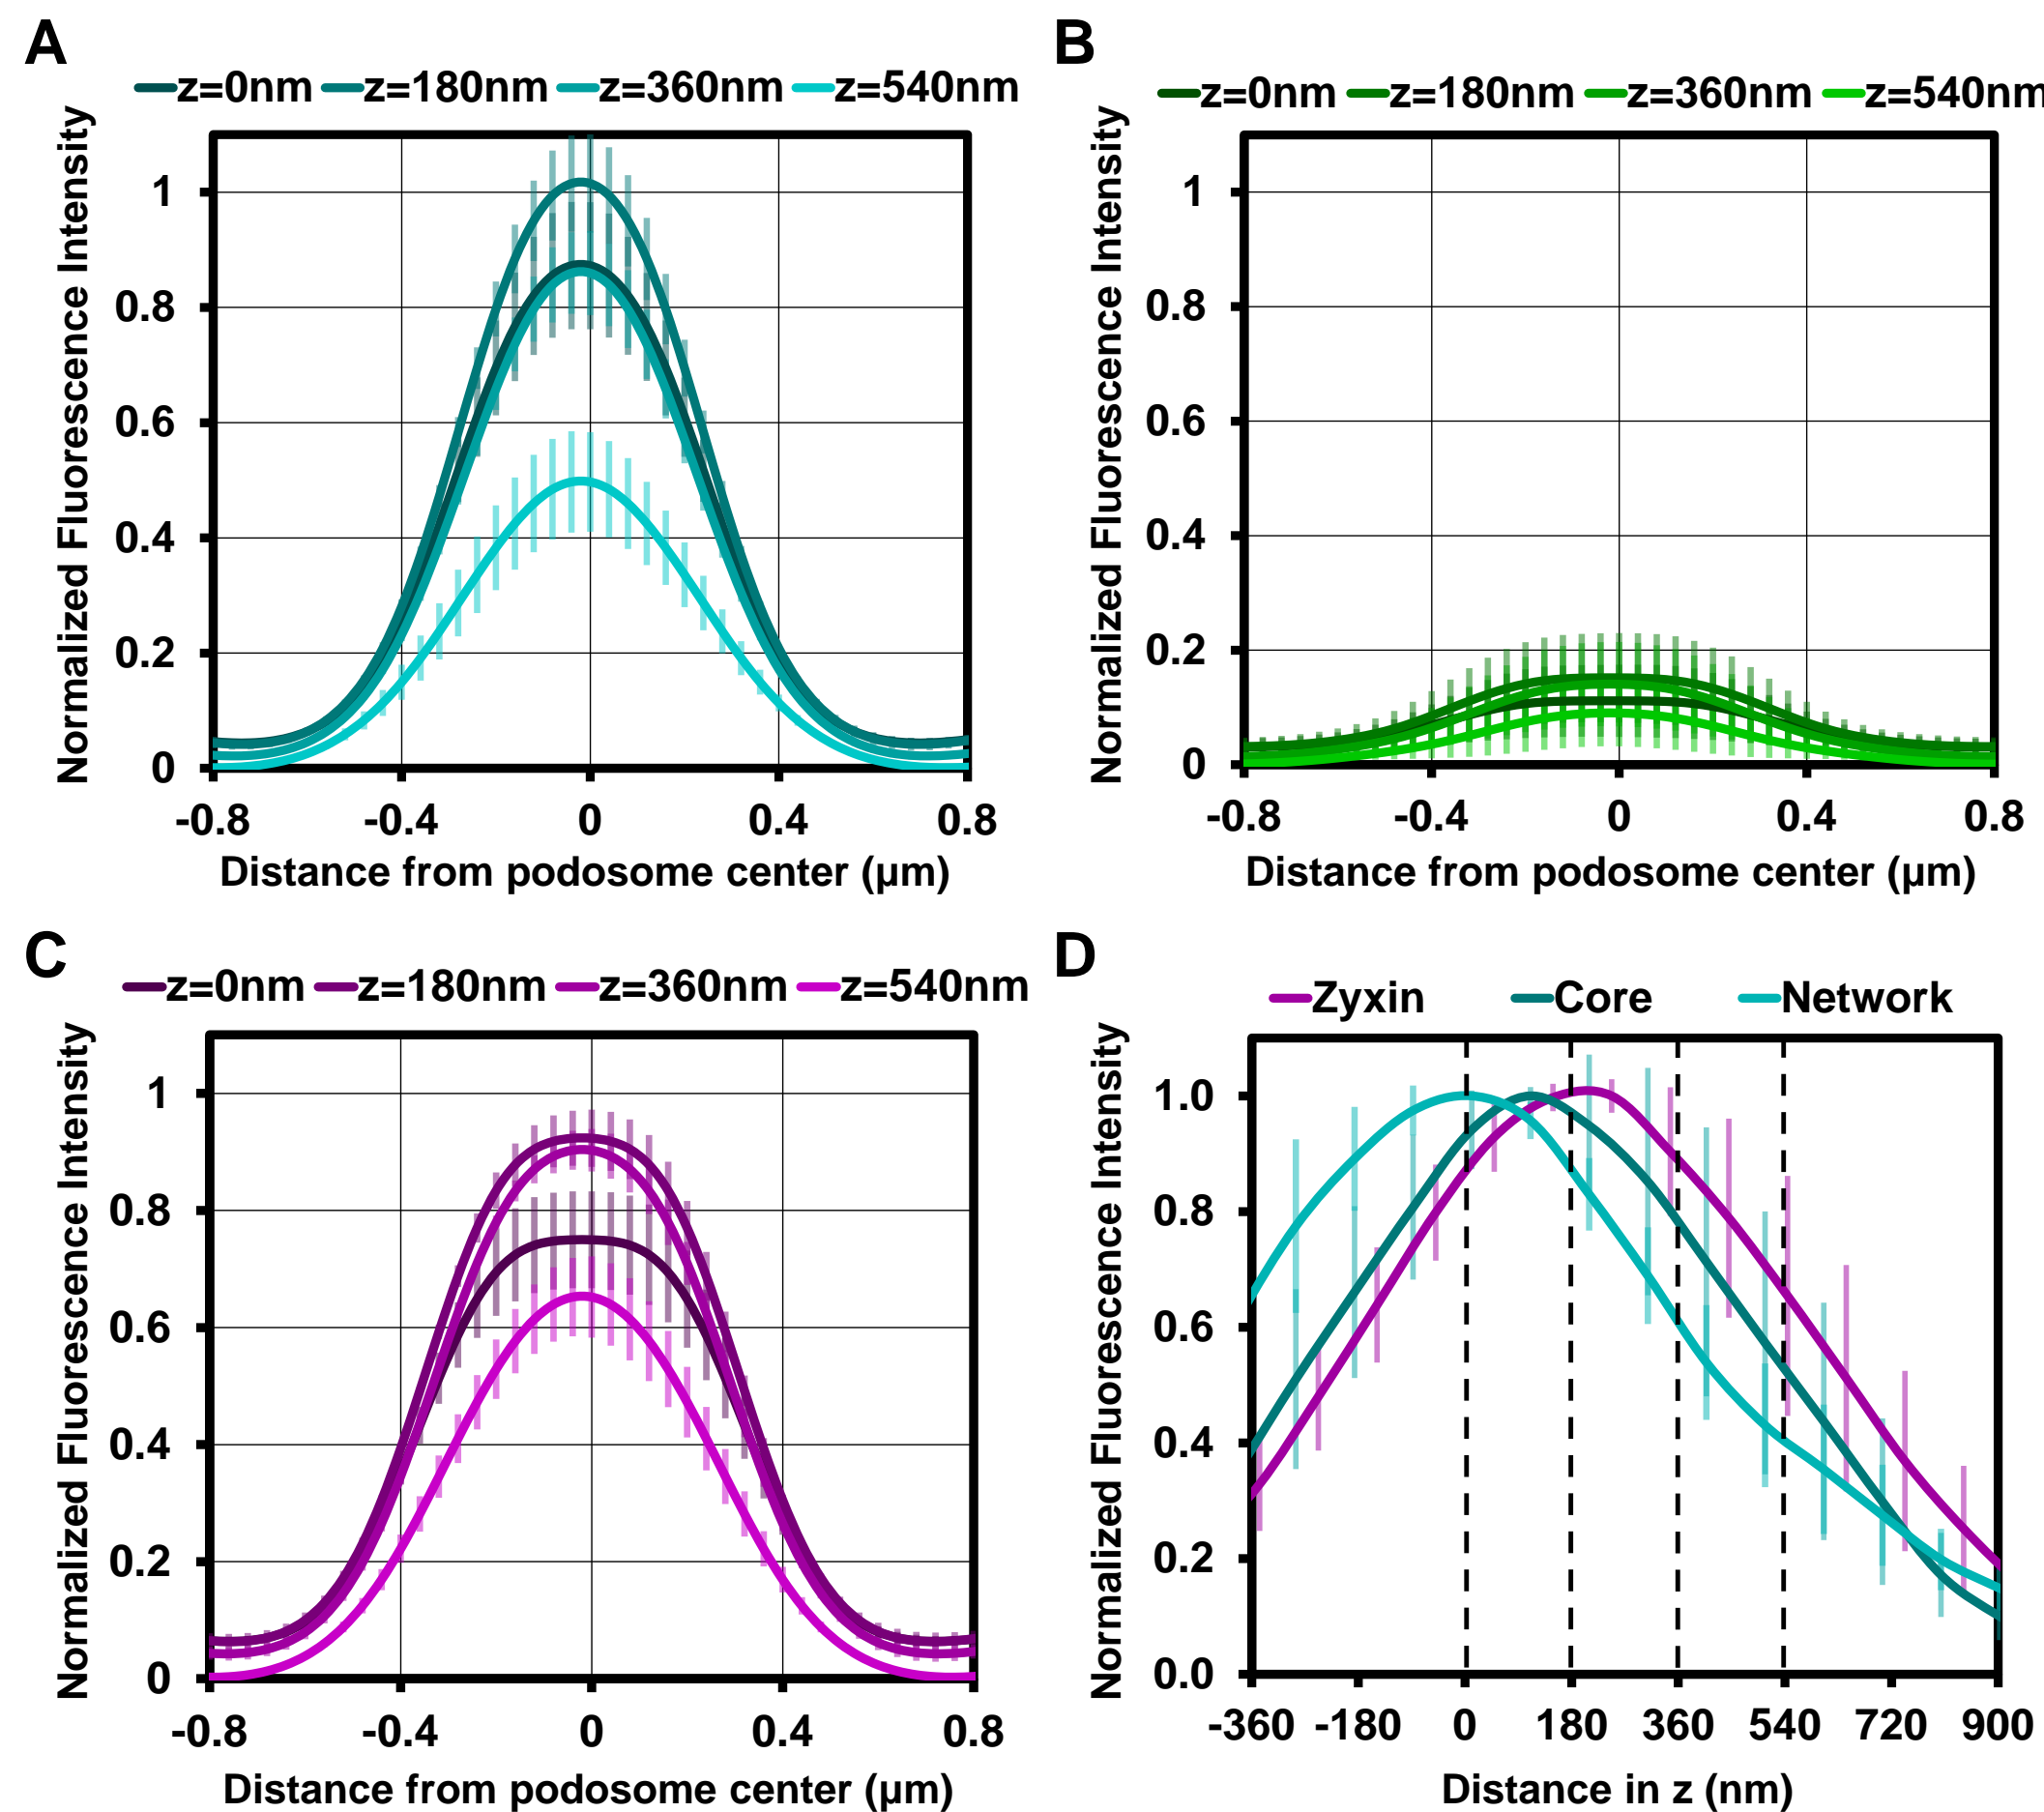 A
z=0nm z=180nm z=360nm z=540nm
Normalized Fluorescence Intensity
1
0.8
0.6
0.4
0.2
0
-0.8 -0.4 0 0.4 0.8
Distance from podosome center (µm)
B
z=0nm z=180nm z=360nm z=540nm
Normalized Fluorescence Intensity
1
0.8
0.6
0.4
0.2
0
-0.8 -0.4 0 0.4 0.8
Distance from podosome center (µm)
C
z=0nm z=180nm z=360nm z=540nm
Normalized Fluorescence Intensity
1
0.8
0.6
0.4
0.2
0
-0.8 -0.4 0 0.4 0.8
Distance from podosome center (µm)
D
Zyxin Core Network
Normalized Fluorescence Intensity
1.0
0.8
0.6
0.4
0.2
0.0
-360 -180 0 180 360 540 720 900
Distance in z (nm)